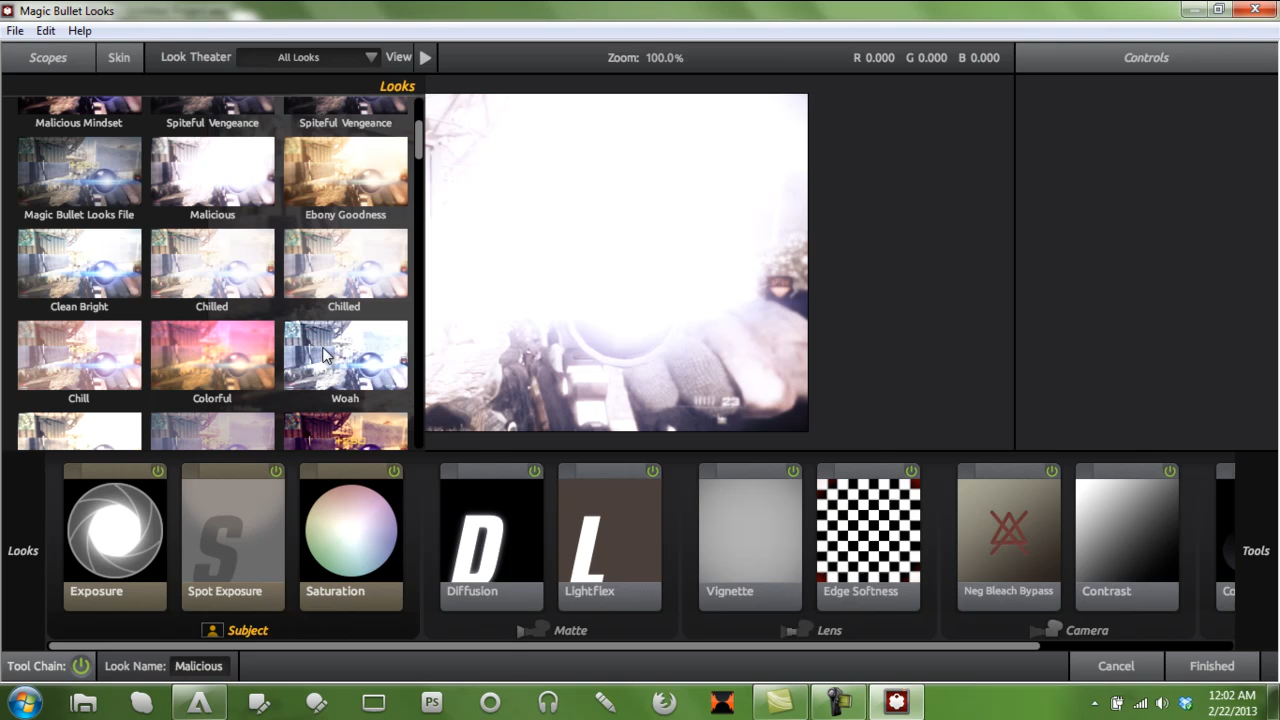 Magic Bullet Looks
File Edit Help
Scopes Skin Look Theater All Looks View Zoom: 100.0% R 0.000 G 0.000 B 0.000 Controls
Looks
Malicious Mindset Spiteful Vengeance Spiteful Vengeance
Magic Bullet Looks file Malicious Ebony Goodness
Clean Bright Chilled Chilled
Chill Colorful Woah
23
S D L
Exposure Spot Exposure Saturation Diffusion Lightflex Vignette Edge Softness Neg Bleach Bypass Contrast Co
Looks Tools
Subject Matte Lens Camera
Tool Chain: Look Name: Malicious Cancel Finished
Ps
12:02 AM
2/22/2013